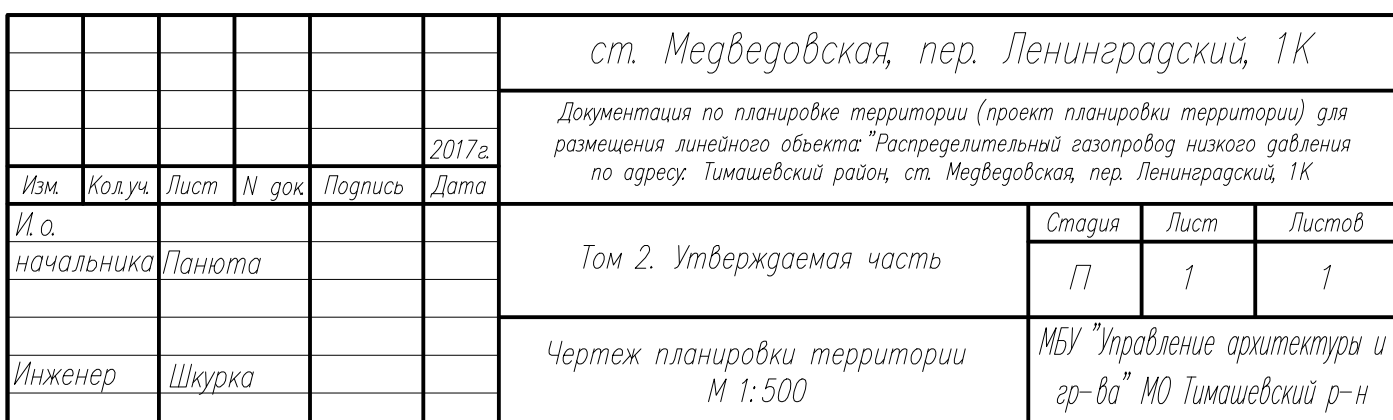 ст. Медведовская, пер. Ленинградский, 1К
Документация по планировке территории (проект планировки территории) для
размещения линейного объекта: "Распределительный газопровод низкого давления
по адресу: Тимашевский район, ст. Медведовская, пер. Ленинградский, 1К
2017г.
Изм. Кол.уч. Лист N док. Подпись Дата
И. о.
начальника Панюта
Инженер Шкурка
Том 2. Утверждаемая часть
Стадия Лист Листов
П 1 1
Чертеж планировки территории
М 1:500
МБУ "Управление архитектуры и
гр-ва" МО Тимашевский р-н